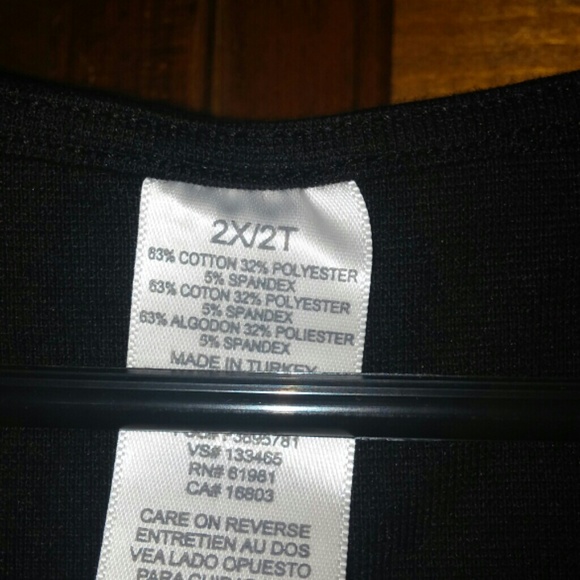 2X/2T
63% COTTON 32% POLYESTER
5% SPANDEX
63% COTON 32% POLYESTER
5% SPANDEX
63% ALGODON 32% POLIESTER
5% SPANDEX
MADE IN TURKEY
VS# 133465
RN# 61981
CA# 16803
CARE ON REVERSE
ENTRETIEN AU DOS
VEA LADO OPUESTO
PARA